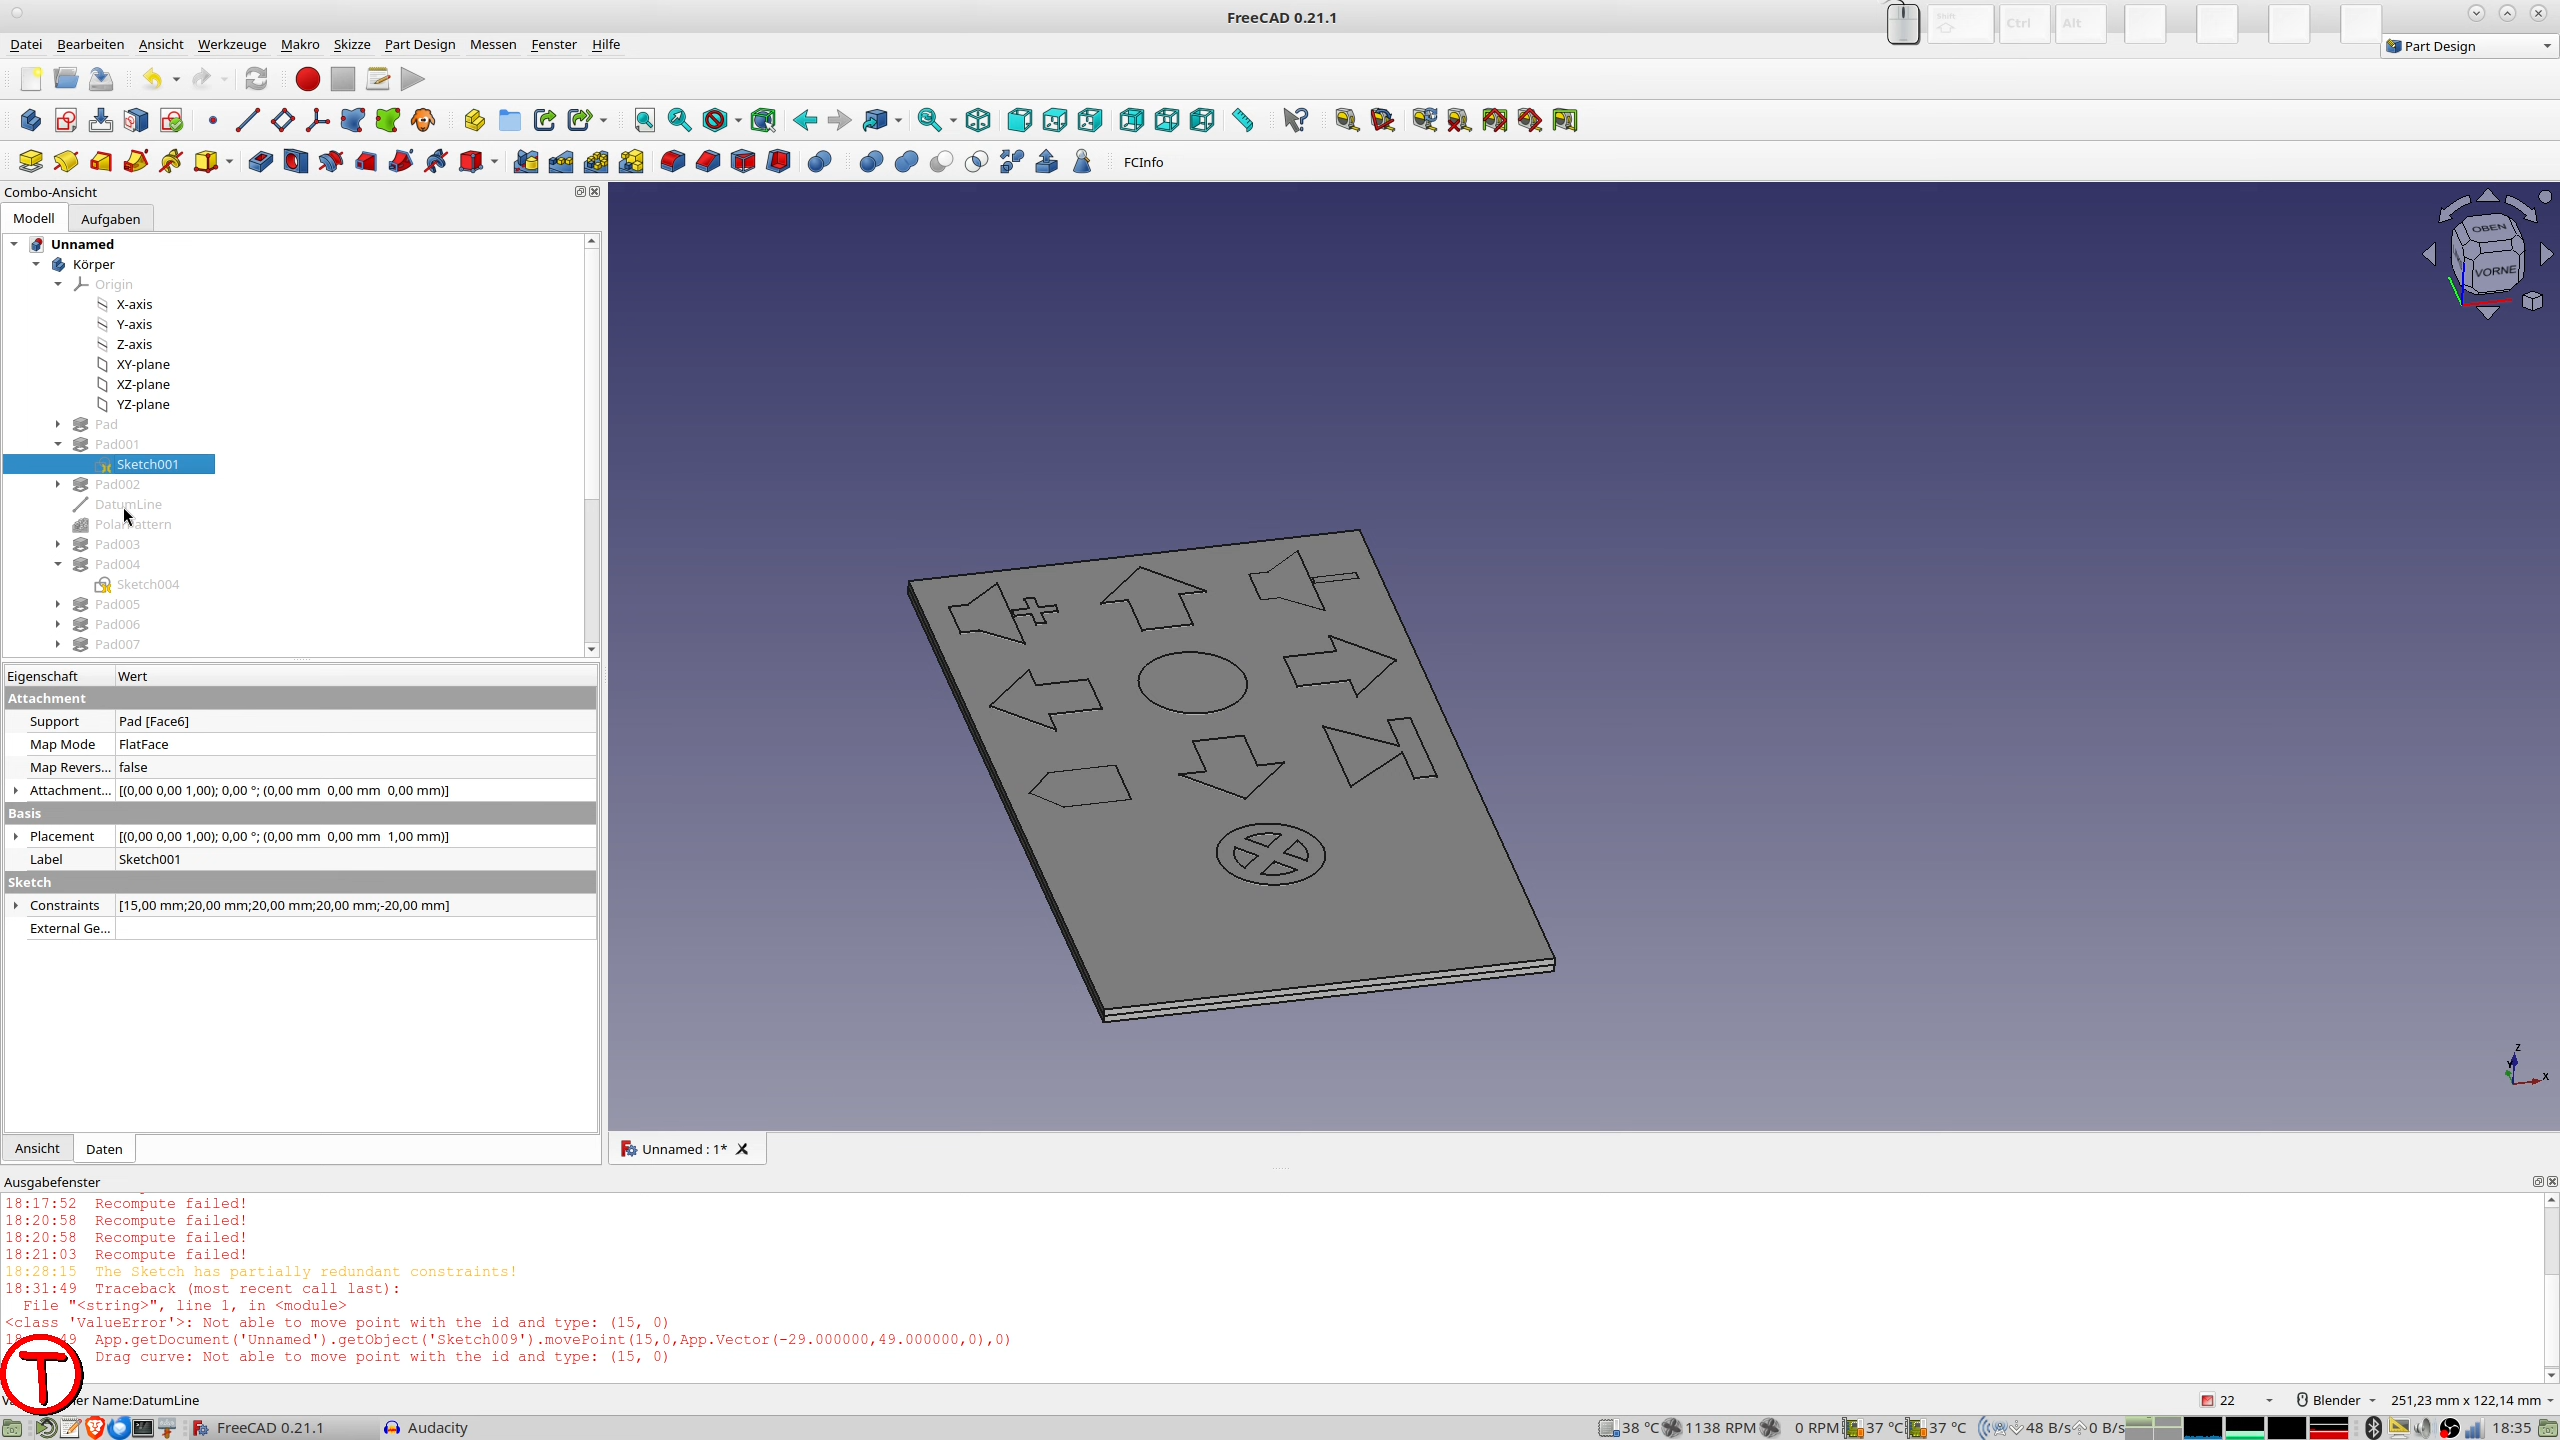 FreeCAD 0.21.1
Shift
Ctrl
Alt
Datei Bearbeiten Ansicht Werkzeuge Makro Skizze Part Design Messen Fenster Hilfe
Part Design
FCInfo
Combo-Ansicht
Modell Aufgaben
Unnamed
Körper
Origin
X-axis
Y-axis
Z-axis
XY-plane
XZ-plane
YZ-plane
Pad
Pad001
Sketch001
Pad002
DatumLine
PolarPattern
Pad003
Pad004
Sketch004
Pad005
Pad006
Pad007
OBEN
VORNE
Eigenschaft Wert
Attachment
Support Pad [Face6]
Map Mode FlatFace
Map Revers... false
Attachment... [(0,00 0,00 1,00); 0,00 °; (0,00 mm 0,00 mm 0,00 mm)]
Basis
Placement [(0,00 0,00 1,00); 0,00 °; (0,00 mm 0,00 mm 1,00 mm)]
Label Sketch001
Sketch
Constraints [15,00 mm;20,00 mm;20,00 mm;20,00 mm;-20,00 mm]
External Ge...
Z
Y
X
Ansicht Daten
Unnamed : 1*
Ausgabefenster
18:17:52 Recompute failed!
18:20:58 Recompute failed!
18:20:58 Recompute failed!
18:21:03 Recompute failed!
18:28:15 The Sketch has partially redundant constraints!
18:31:49 Traceback (most recent call last):
File "<string>", line 1, in <module>
<class 'ValueError'>: Not able to move point with the id and type: (15, 0)
App.getDocument('Unnamed').getObject('Sketch009').movePoint(15,0,App.Vector(-29.000000,49.000000,0),0)
Drag curve: Not able to move point with the id and type: (15, 0)
T
Name:DatumLine
22
Blender
251,23 mm x 122,14 mm
FreeCAD 0.21.1
Audacity
38 °C 1138 RPM 0 RPM 37 °C 37 °C 48 B/s 0 B/s 18:35